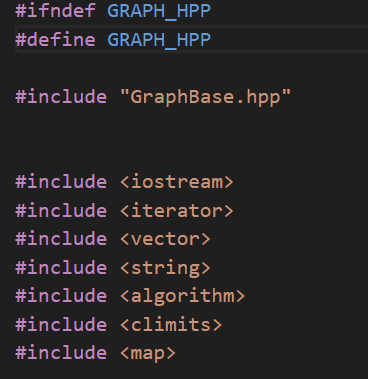 #ifndef GRAPH_HPP
#define GRAPH_HPP
#include "GraphBase.hpp"
#include <iostream>
#include <iterator>
#include <vector>
#include <string>
#include <algorithm>
#include <climits>
#include <map>